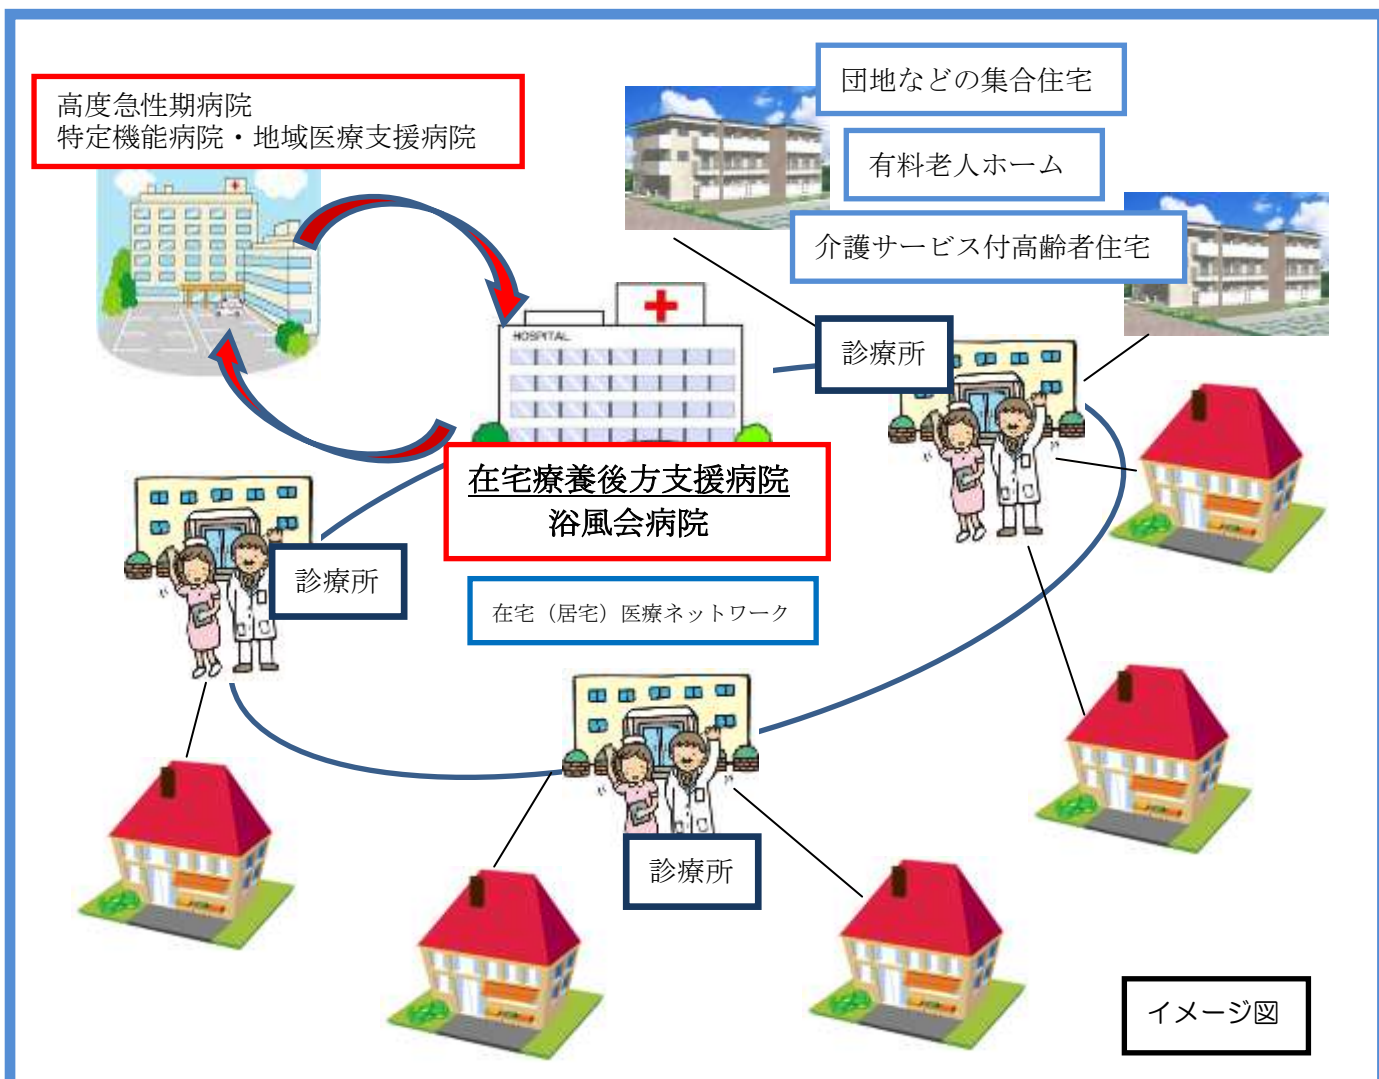 高度急性期病院
特定機能病院・地域医療支援病院
団地などの集合住宅
有料老人ホーム
介護サービス付高齢者住宅
HOSPITAL
診療所
在宅療養後方支援病院
浴風会病院
診療所
在宅（居宅）医療ネットワーク
診療所
イメージ図